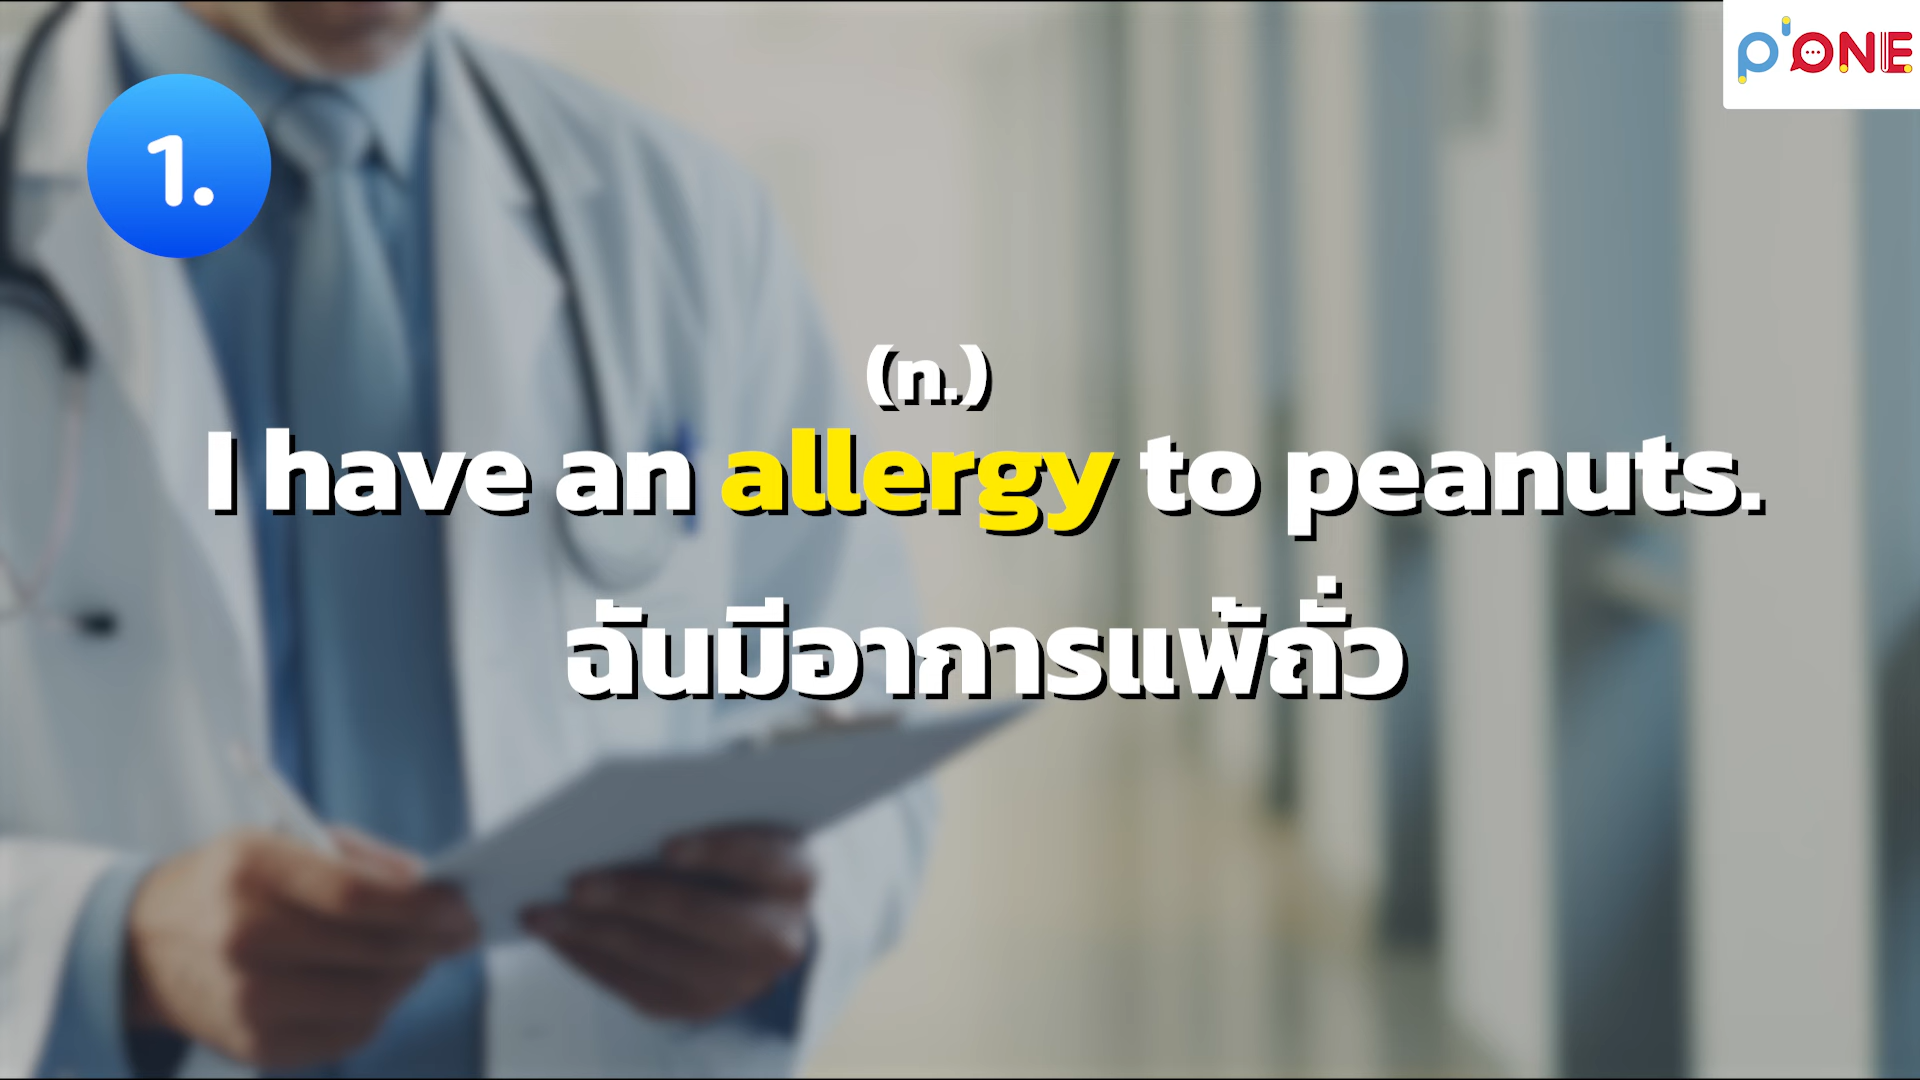 P'ONE
1.
(n.)
I have an allergy to peanuts.
ฉันมีอาการแพ้ถั่ว